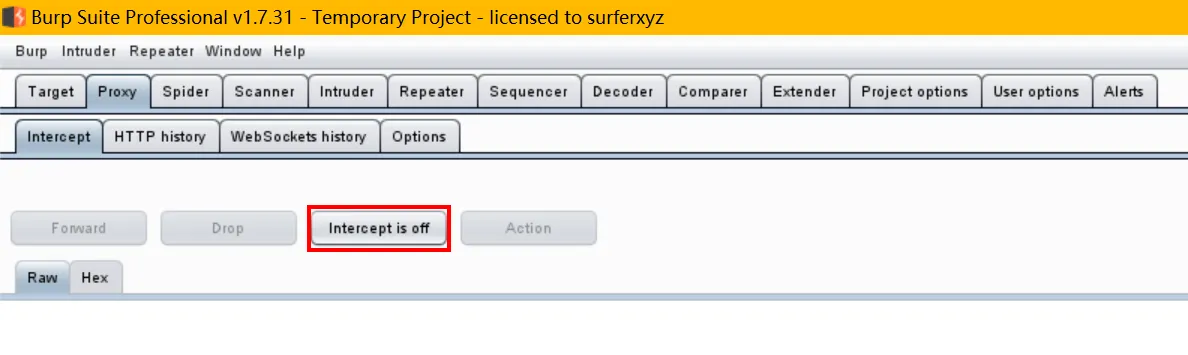 Burp Suite Professional v1.7.31 - Temporary Project - licensed to surferxyz
Burp Intruder Repeater Window Help
Target Proxy Spider Scanner Intruder Repeater Sequencer Decoder Comparer Extender Project options User options Alerts
Intercept HTTP history WebSockets history Options
Forward Drop Intercept is off Action
Raw Hex